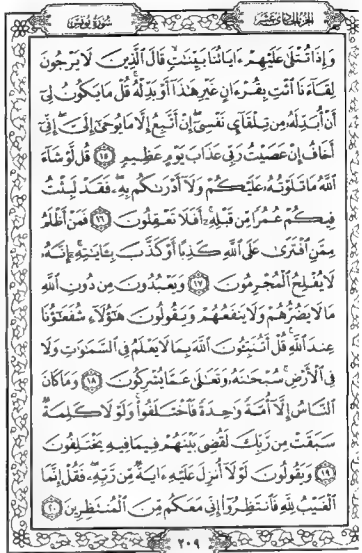 الجزء الحادي عشر
سورة يونس
وَإِذَا تُتْلَىٰ عَلَيْهِمْ ءَايَاتُنَا بَيِّنَٰتٍ قَالَ ٱلَّذِينَ لَا يَرْجُونَ
لِقَآءَنَا ٱئْتِ بِقُرْءَانٍ غَيْرِ هَٰذَآ أَوْ بَدِّلْهُ قُلْ مَا يَكُونُ لِىٓ
أَنْ أُبَدِّلَهُۥ مِن تِلْقَآىِٕ نَفْسِىٓ إِنْ أَتَّبِعُ إِلَّا مَا يُوحَىٰٓ إِلَىَّ إِنِّىٓ
أَخَافُ إِنْ عَصَيْتُ رَبِّى عَذَابَ يَوْمٍ عَظِيمٍ ۝١٥ قُل لَّوْ شَآءَ
ٱللَّهُ مَا تَلَوْتُهُۥ عَلَيْكُمْ وَلَآ أَدْرَىٰكُم بِهِۦ فَقَدْ لَبِثْتُ
فِيكُمْ عُمُرًا مِّن قَبْلِهِۦٓ أَفَلَا تَعْقِلُونَ ۝١٦ فَمَنْ أَظْلَمُ
مِمَّنِ ٱفْتَرَىٰ عَلَى ٱللَّهِ كَذِبًا أَوْ كَذَّبَ بِـَٔايَٰتِهِۦٓ إِنَّهُۥ
لَا يُفْلِحُ ٱلْمُجْرِمُونَ ۝١٧ وَيَعْبُدُونَ مِن دُونِ ٱللَّهِ
مَا لَا يَضُرُّهُمْ وَلَا يَنفَعُهُمْ وَيَقُولُونَ هَٰٓؤُلَآءِ شُفَعَٰٓؤُنَا
عِندَ ٱللَّهِ قُلْ أَتُنَبِّـُٔونَ ٱللَّهَ بِمَا لَا يَعْلَمُ فِى ٱلسَّمَٰوَٰتِ وَلَا
فِى ٱلْأَرْضِ سُبْحَٰنَهُۥ وَتَعَٰلَىٰ عَمَّا يُشْرِكُونَ ۝١٨ وَمَا كَانَ
ٱلنَّاسُ إِلَّآ أُمَّةً وَٰحِدَةً فَٱخْتَلَفُوا۟ وَلَوْلَا كَلِمَةٌ
سَبَقَتْ مِن رَّبِّكَ لَقُضِىَ بَيْنَهُمْ فِيمَا فِيهِ يَخْتَلِفُونَ
۝١٩ وَيَقُولُونَ لَوْلَآ أُنزِلَ عَلَيْهِ ءَايَةٌ مِّن رَّبِّهِۦ فَقُلْ إِنَّمَا
ٱلْغَيْبُ لِلَّهِ فَٱنتَظِرُوٓا۟ إِنِّى مَعَكُم مِّنَ ٱلْمُنتَظِرِينَ ۝٢٠
٢٠٩